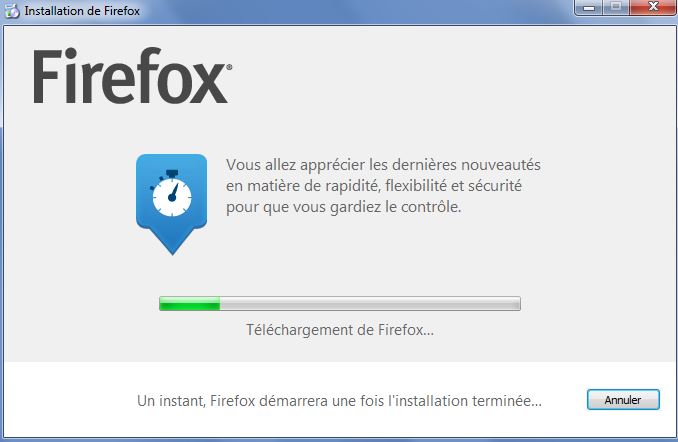 Installation de Firefox
Firefox®
Vous allez apprécier les dernières nouveautés
en matière de rapidité, flexibilité et sécurité
pour que vous gardiez le contrôle.
Téléchargement de Firefox...
Un instant, Firefox démarrera une fois l'installation terminée...
Annuler